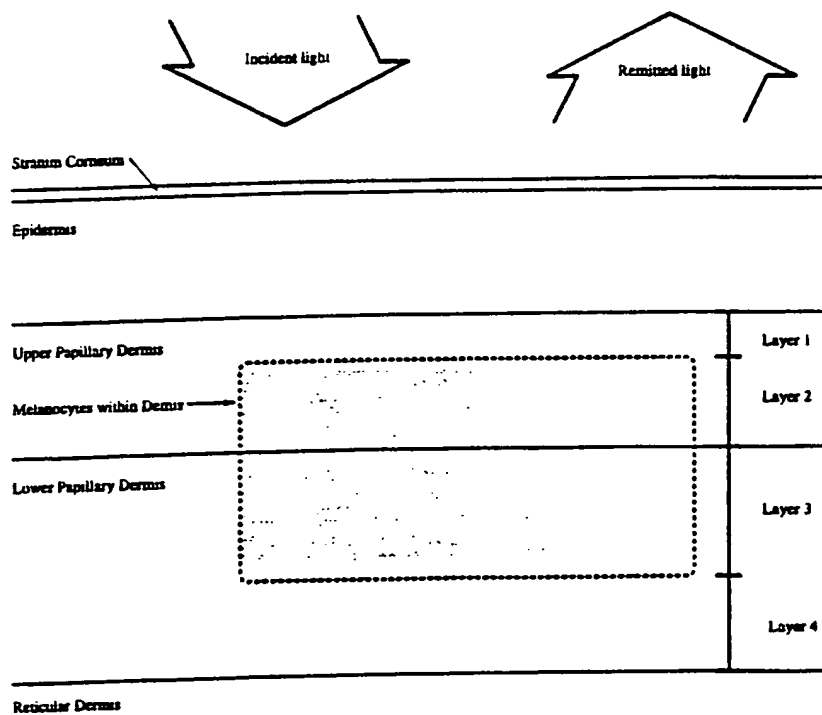 Incident light
Remitted light
Stratum Corneum
Epidermis
Upper Papillary Dermis
Layer 1
Melanocytes within Dermis
Layer 2
Lower Papillary Dermis
Layer 3
Layer 4
Reticular Dermis